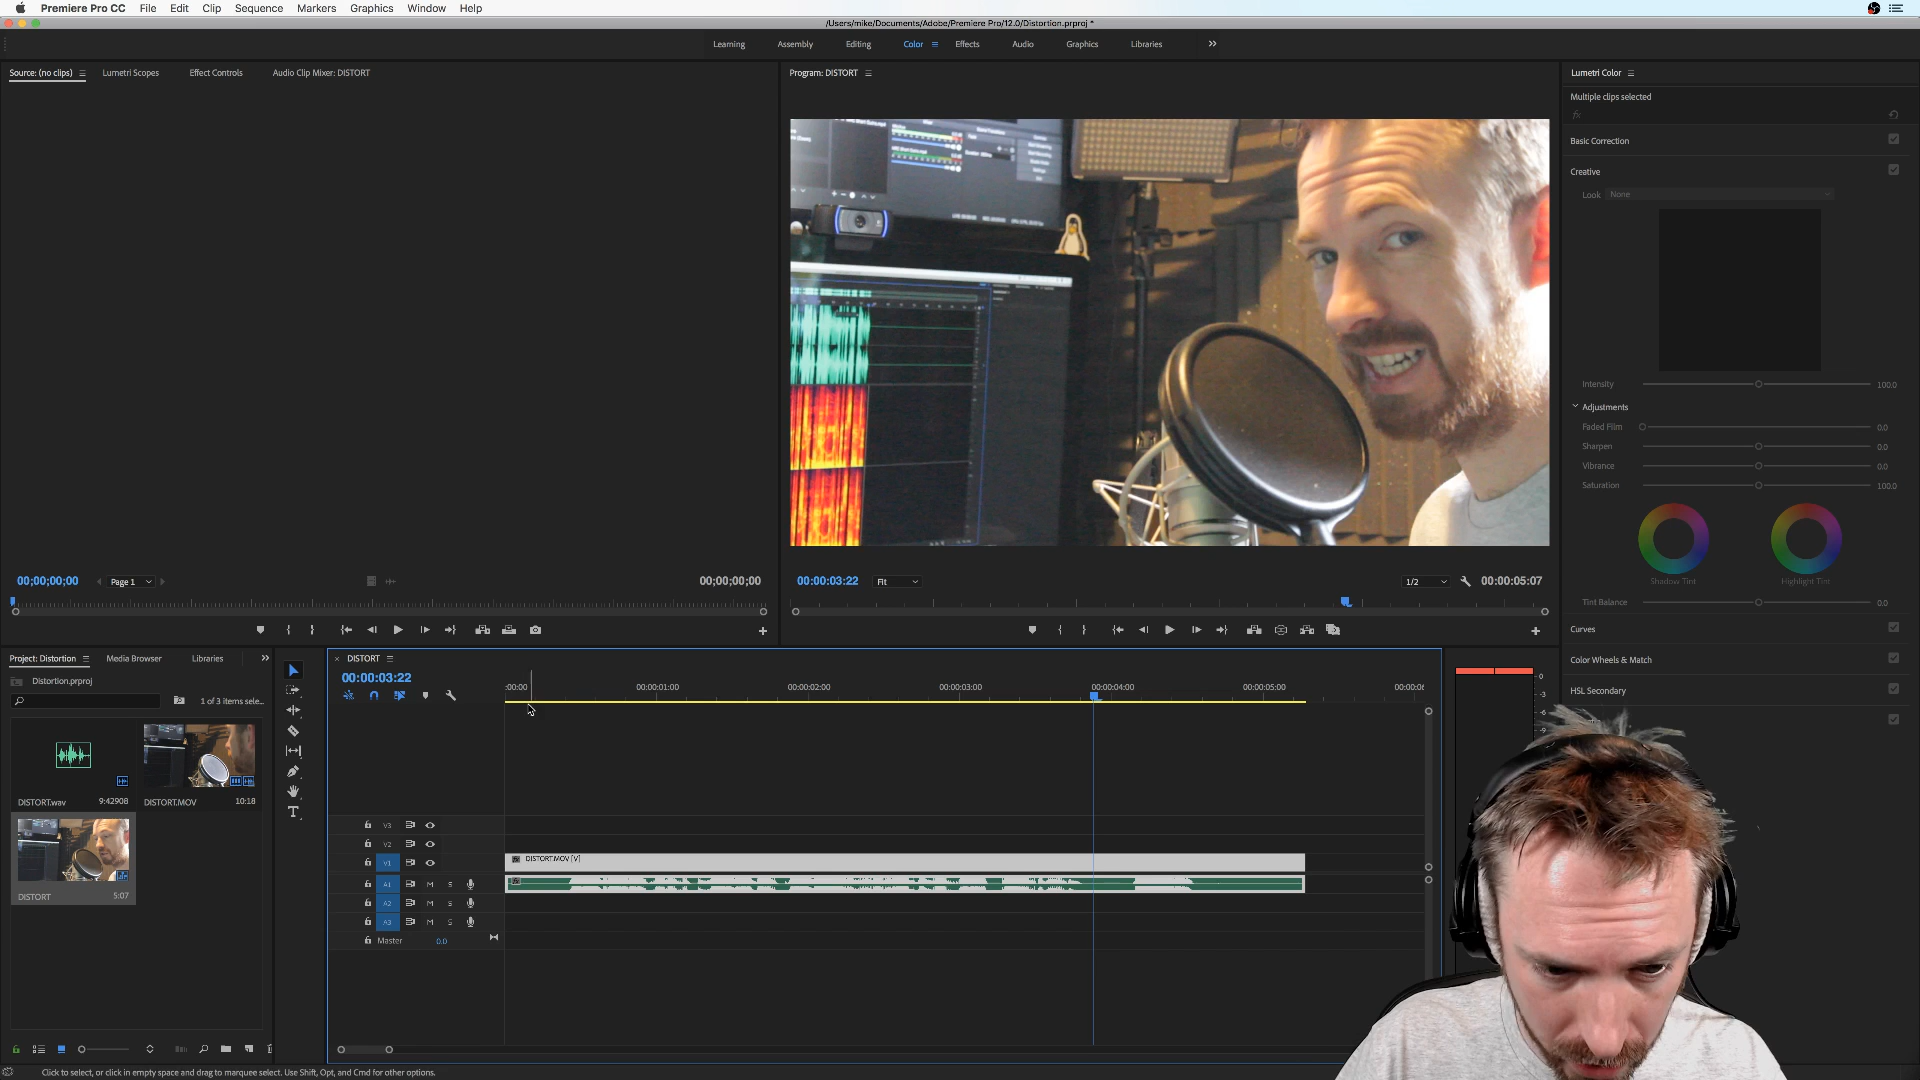 Premiere Pro CC File Edit Clip Sequence Markers Graphics Window Help
/Users/mike/Documents/Adobe/Premiere Pro/12.0/Distortion.prproj *
Learning Assembly Editing Color Effects Audio Graphics Libraries
Source: (no clips) Lumetri Scopes Effect Controls Audio Clip Mixer: DISTORT
Program: DISTORT
Lumetri Color
Multiple clips selected
fx
Basic Correction
Creative
Look None
Intensity 100.0
Adjustments
Faded Film 0.0
Sharpen 0.0
Vibrance 0.0
Saturation 100.0
Shadow Tint Highlight Tint
Tint Balance 0.0
Curves
Color Wheels & Match
HSL Secondary
00;00;00;00 Page 1 00;00;00;00
00:00:03:22 Fit 1/2 00:00:05:07
Project: Distortion Media Browser Libraries
Distortion.prproj
1 of 3 items sele...
DISTORT.wav 9:42908
DISTORT.MOV 10:18
DISTORT 5:07
DISTORT
00:00:03:22
:00:00 00:00:01:00 00:00:02:00 00:00:03:00 00:00:04:00 00:00:05:00 00:00:06
V3
V2
V1 DISTORT.MOV [V]
A1 M S
A2 M S
A3 M S
Master 0.0
0
-3
-6
-9
Click to select, or click in empty space and drag to marquee select. Use Shift, Opt, and Cmd for other options.